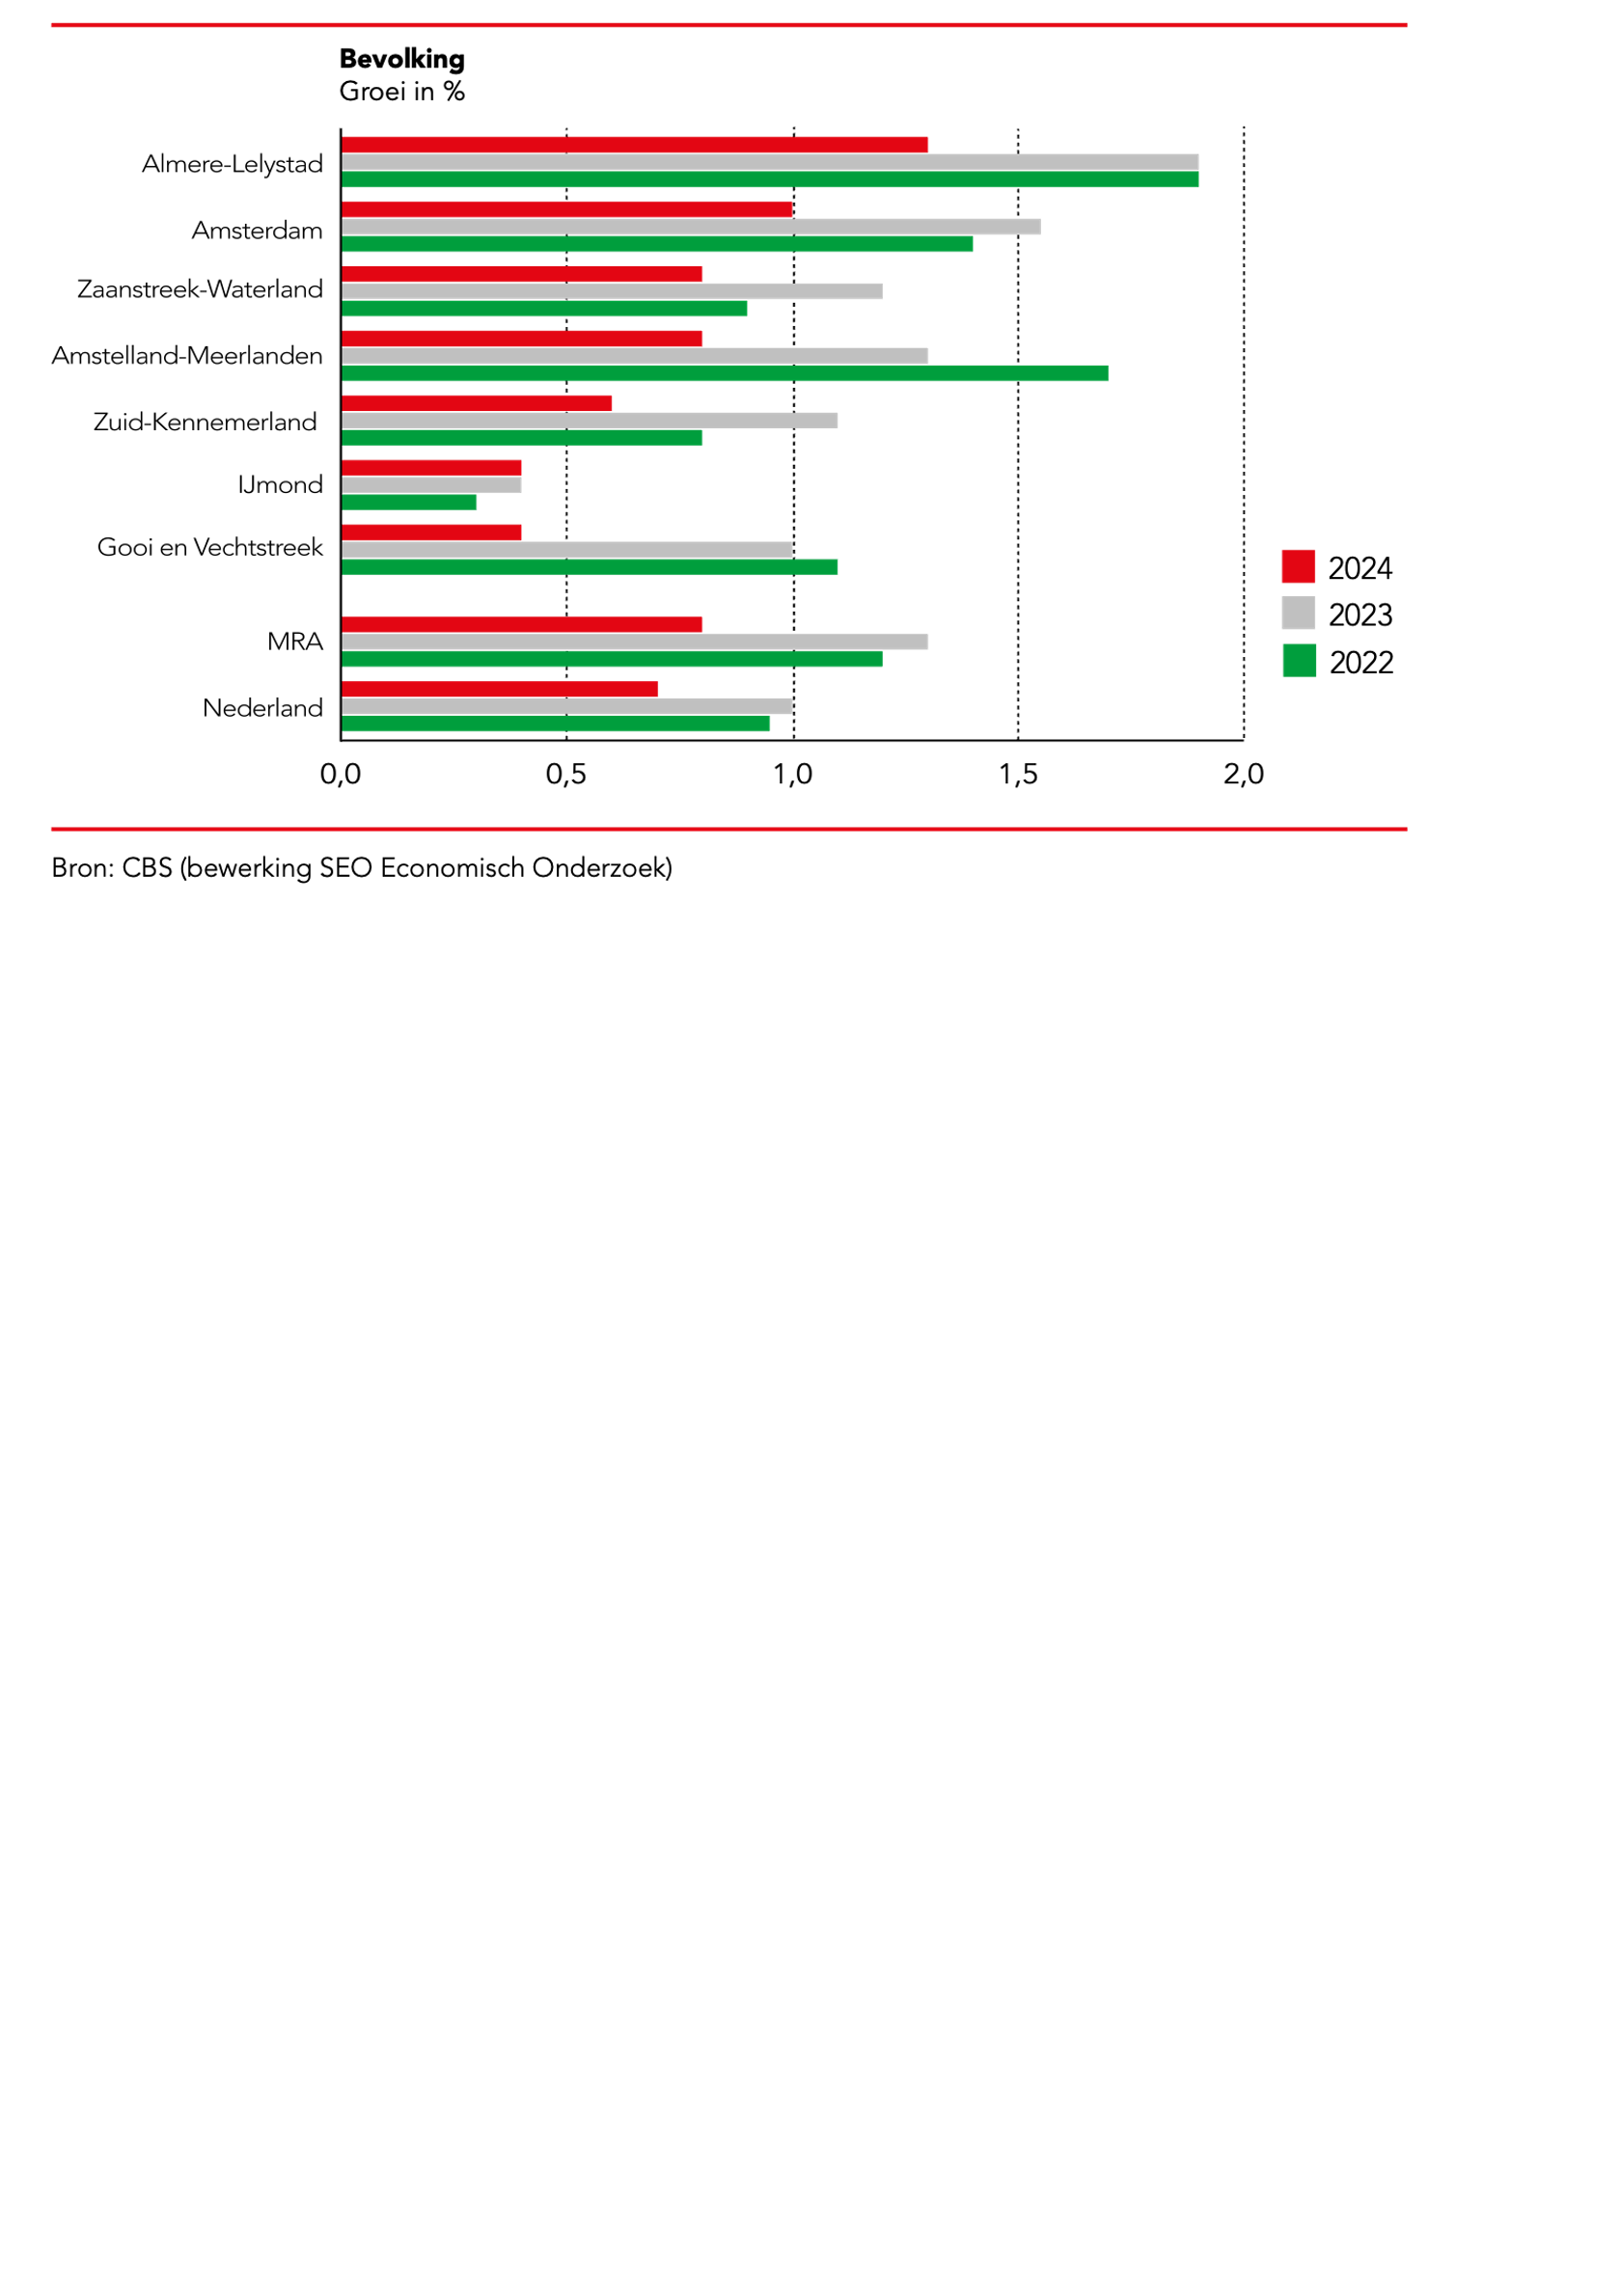 Bevolking
Groei in %
Almere-Lelystad
Amsterdam
Zaanstreek-Waterland
Amstelland-Meerlanden
Zuid-Kennemerland
IJmond
Gooi en Vechtstreek
MRA
Nederland
0,0 0,5 1,0 1,5 2,0
2024
2023
2022
Bron: CBS (bewerking SEO Economisch Onderzoek)